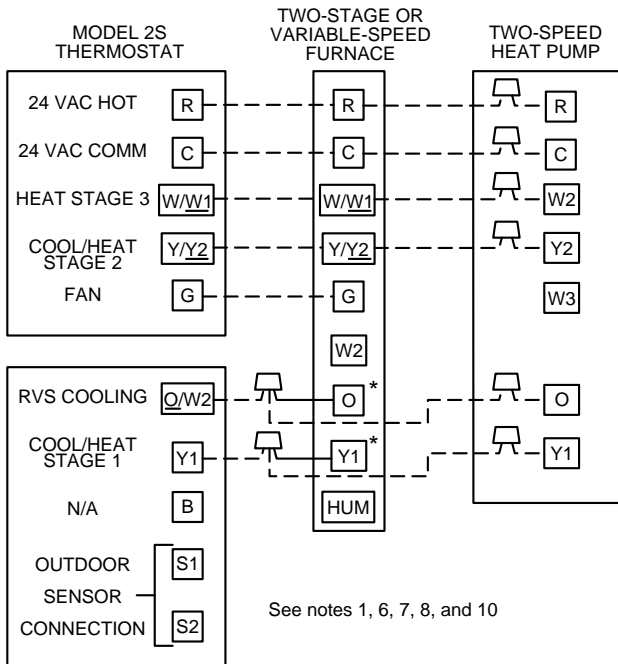 MODEL 2S
THERMOSTAT
TWO-STAGE OR
VARIABLE-SPEED
FURNACE
TWO-SPEED
HEAT PUMP
24 VAC HOT R R R
24 VAC COMM C C C
HEAT STAGE 3 W/W1 W/W1 W2
COOL/HEAT
STAGE 2 Y/Y2 Y/Y2 Y2
FAN G G W3
W2
RVS COOLING O/W2 O * O
COOL/HEAT
STAGE 1 Y1 Y1 * Y1
N/A B HUM
OUTDOOR S1
SENSOR
CONNECTION S2
See notes 1, 6, 7, 8, and 10